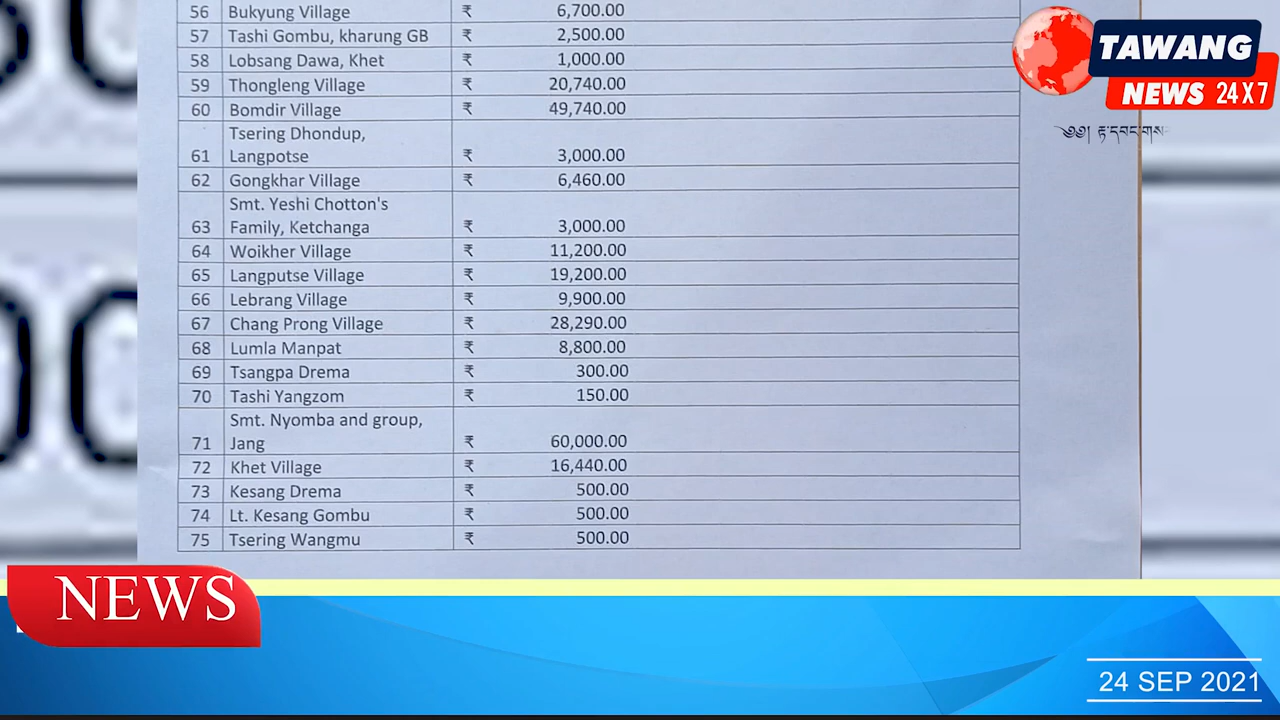 56 Bukyung Village ₹ 6,700.00
57 Tashi Gombu, kharung GB ₹ 2,500.00
58 Lobsang Dawa, Khet ₹ 1,000.00
59 Thongleng Village ₹ 20,740.00
60 Bomdir Village ₹ 49,740.00
Tsering Dhondup,
61 Langpotse ₹ 3,000.00
62 Gongkhar Village ₹ 6,460.00
Smt. Yeshi Chotton's
63 Family, Ketchanga ₹ 3,000.00
64 Woikher Village ₹ 11,200.00
65 Langputse Village ₹ 19,200.00
66 Lebrang Village ₹ 9,900.00
67 Chang Prong Village ₹ 28,290.00
68 Lumla Manpat ₹ 8,800.00
69 Tsangpa Drema ₹ 300.00
70 Tashi Yangzom ₹ 150.00
Smt. Nyomba and group,
71 Jang ₹ 60,000.00
72 Khet Village ₹ 16,440.00
73 Kesang Drema ₹ 500.00
74 Lt. Kesang Gombu ₹ 500.00
75 Tsering Wangmu ₹ 500.00
TAWANG
NEWS 24X7
༄༅། རྟ་དབང་གས
NEWS
24 SEP 2021